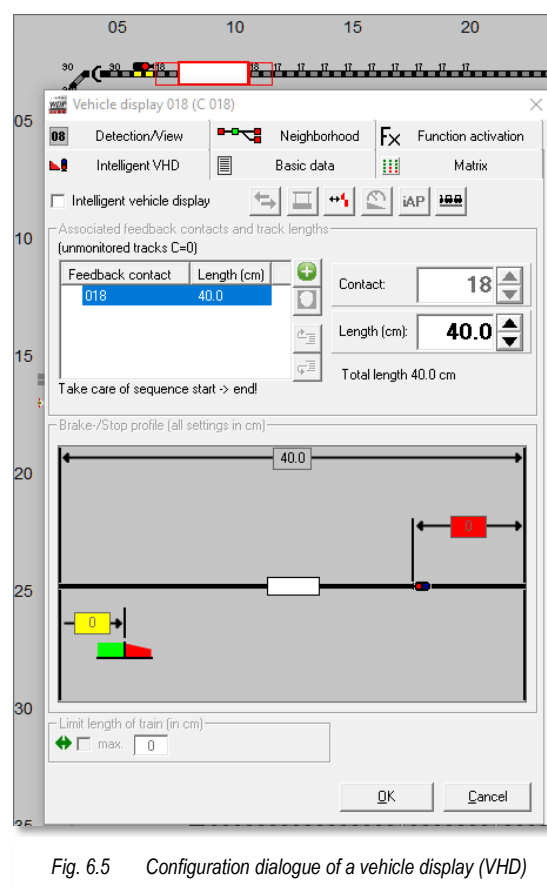 05 10 15 20
90 90 18 18 17 17 17 17 17 17 17 17 17
90
WDP Vehicle display 018 (C 018)
05
08 Detection/View Neighborhood Fx Function activation
Intelligent VHD Basic data Matrix
Intelligent vehicle display iAP
10
Associated feedback contacts and track lengths
(unmonitored tracks C=0)
Feedback contact Length (cm)
018 40.0
Contact: 18
Length (cm): 40.0
15
Total length 40.0 cm
Take care of sequence start -> end!
Brake-/Stop profile (all settings in cm)
40.0
20
0
25
0
30
Limit length of train (in cm)
max. 0
OK Cancel
35
Fig. 6.5 Configuration dialogue of a vehicle display (VHD)